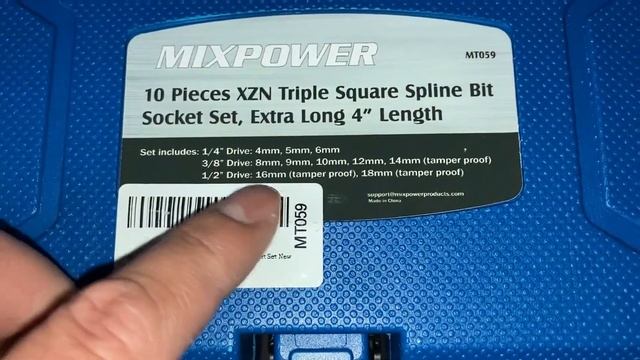 MIXPOWER
MT059
10 Pieces XZN Triple Square Spline Bit
Socket Set, Extra Long 4" Length
Set includes: 1/4" Drive: 4mm, 5mm, 6mm
3/8" Drive: 8mm, 9mm, 10mm, 12mm, 14mm (tamper proof)
1/2" Drive: 16mm (tamper proof), 18mm (tamper proof)
support@mixpowerproducts.com
Made in China
MT059
Set New